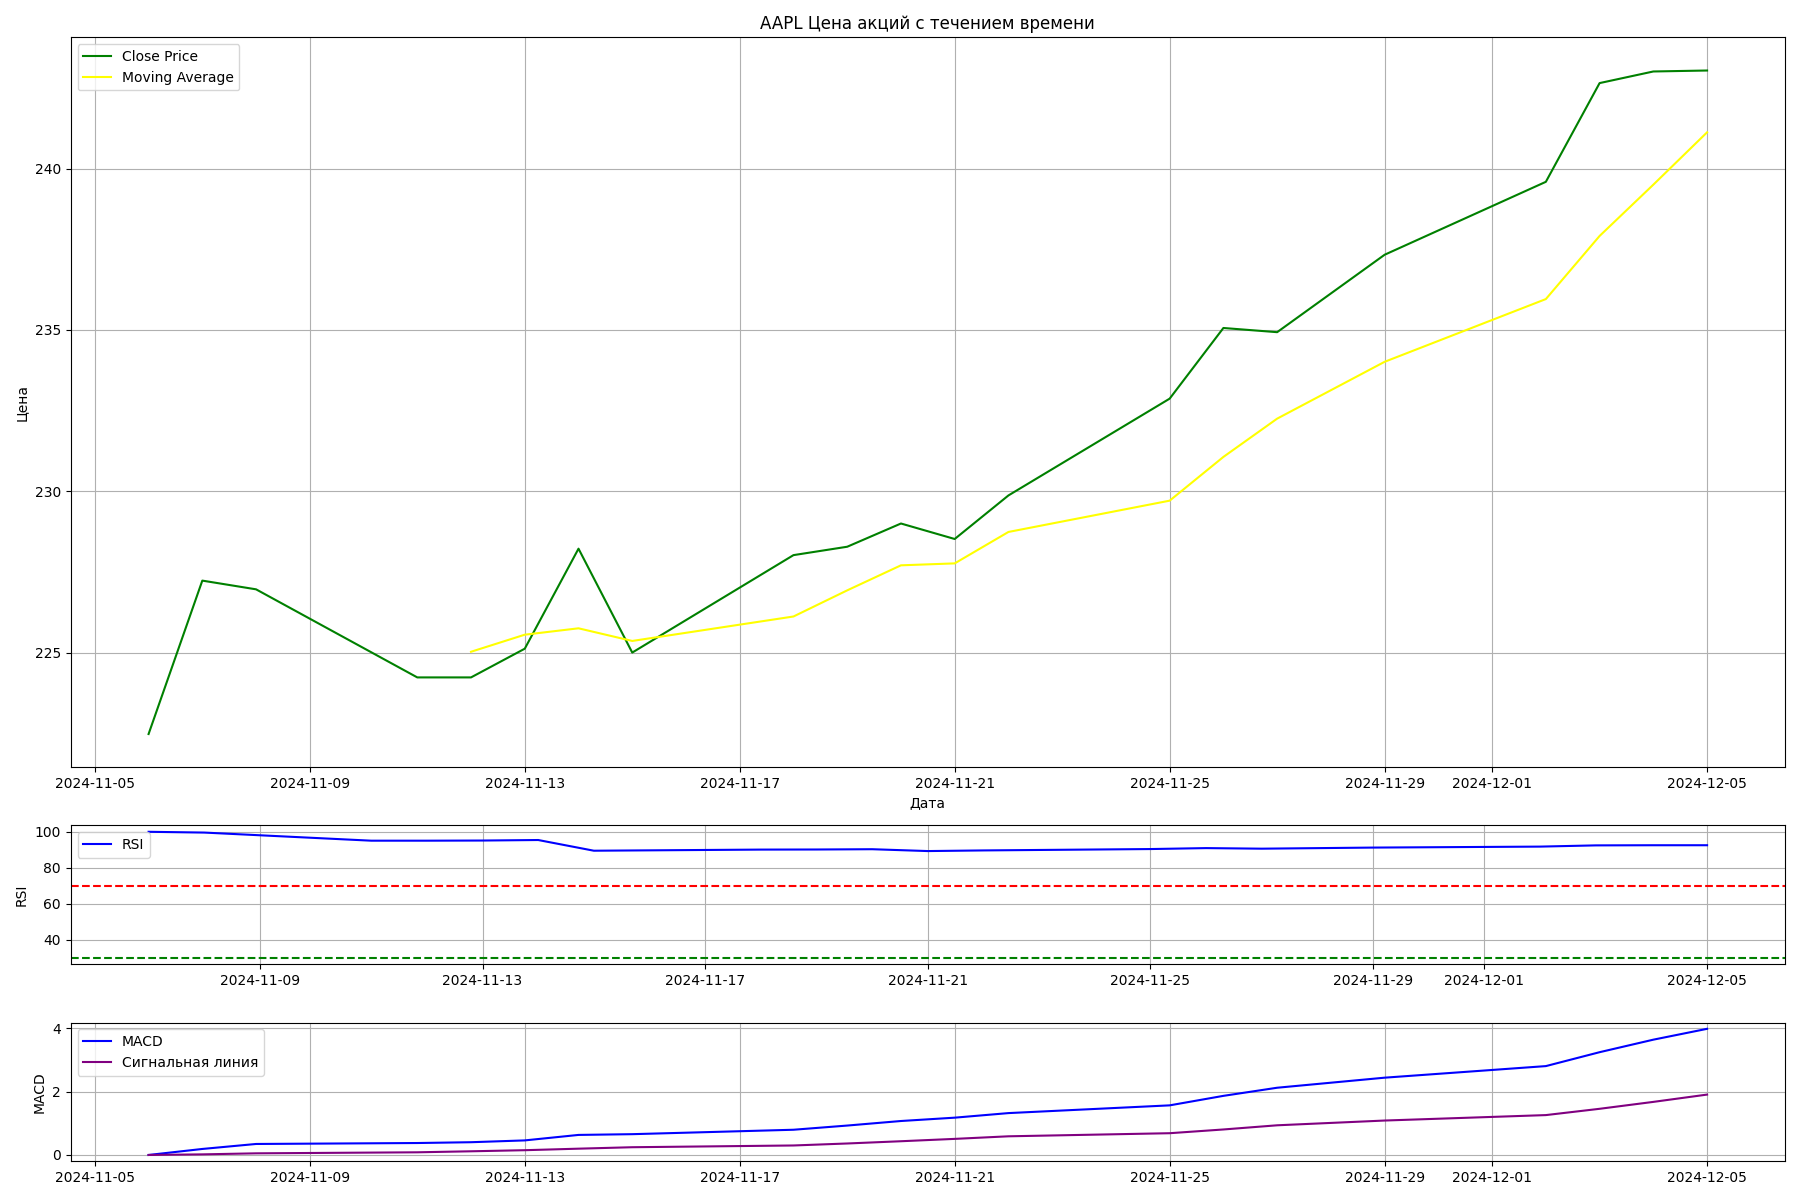 AAPL Цена акций с течением времени
Close Price
Moving Average
240
235
230
225
Цена
2024-11-05 2024-11-09 2024-11-13 2024-11-17 2024-11-21 2024-11-25 2024-11-29 2024-12-01 2024-12-05
Дата
RSI
100
80
60
40
RSI
2024-11-09 2024-11-13 2024-11-17 2024-11-21 2024-11-25 2024-11-29 2024-12-01 2024-12-05
MACD
Сигнальная линия
4
2
0
MACD
2024-11-05 2024-11-09 2024-11-13 2024-11-17 2024-11-21 2024-11-25 2024-11-29 2024-12-01 2024-12-05